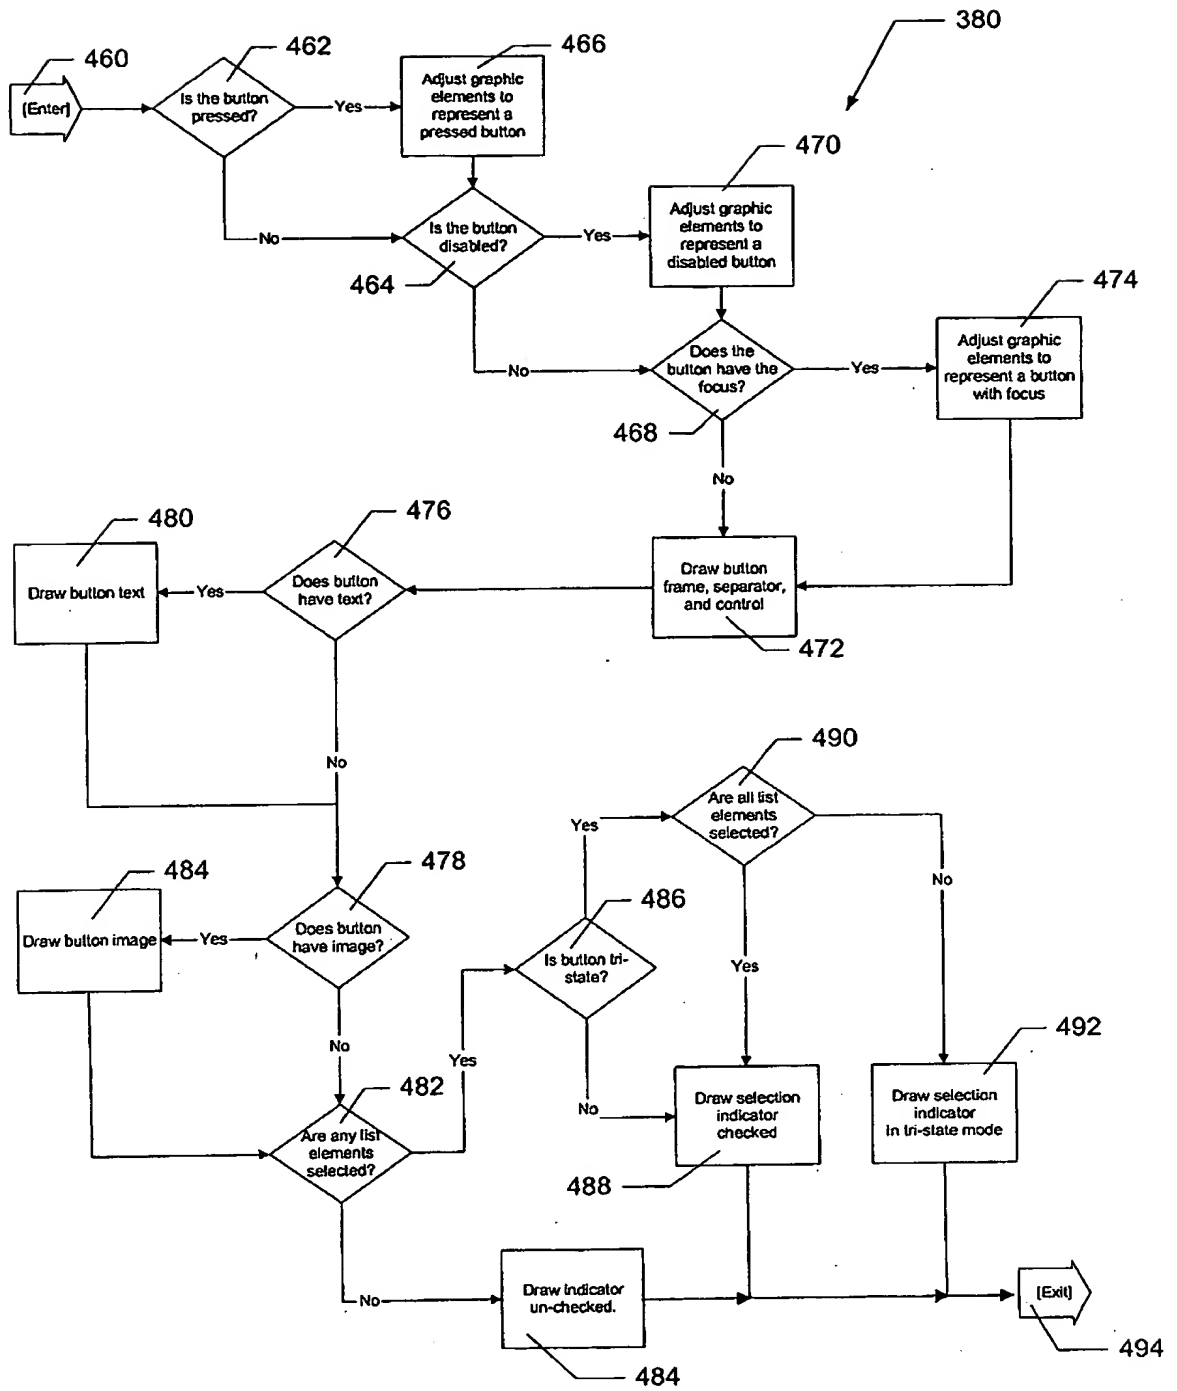 380
460
[Enter]
462
Is the button
pressed?
Yes
466
Adjust graphic
elements to
represent a
pressed button
No
Is the button
disabled?
464
Yes
470
Adjust graphic
elements to
represent a
disabled button
No
Does the
button have the
focus?
468
Yes
474
Adjust graphic
elements to
represent a button
with focus
No
Draw button
frame, separator,
and control
472
476
Does button
have text?
Yes
480
Draw button text
No
478
Does button
have image?
Yes
484
Draw button image
No
482
Are any list
elements
selected?
Yes
486
Is button tri-
state?
Yes
490
Are all list
elements
selected?
No
Yes
No
Draw selection
indicator
checked
488
492
Draw selection
indicator
in tri-state mode
No
Draw indicator
un-checked.
484
[Exit]
494